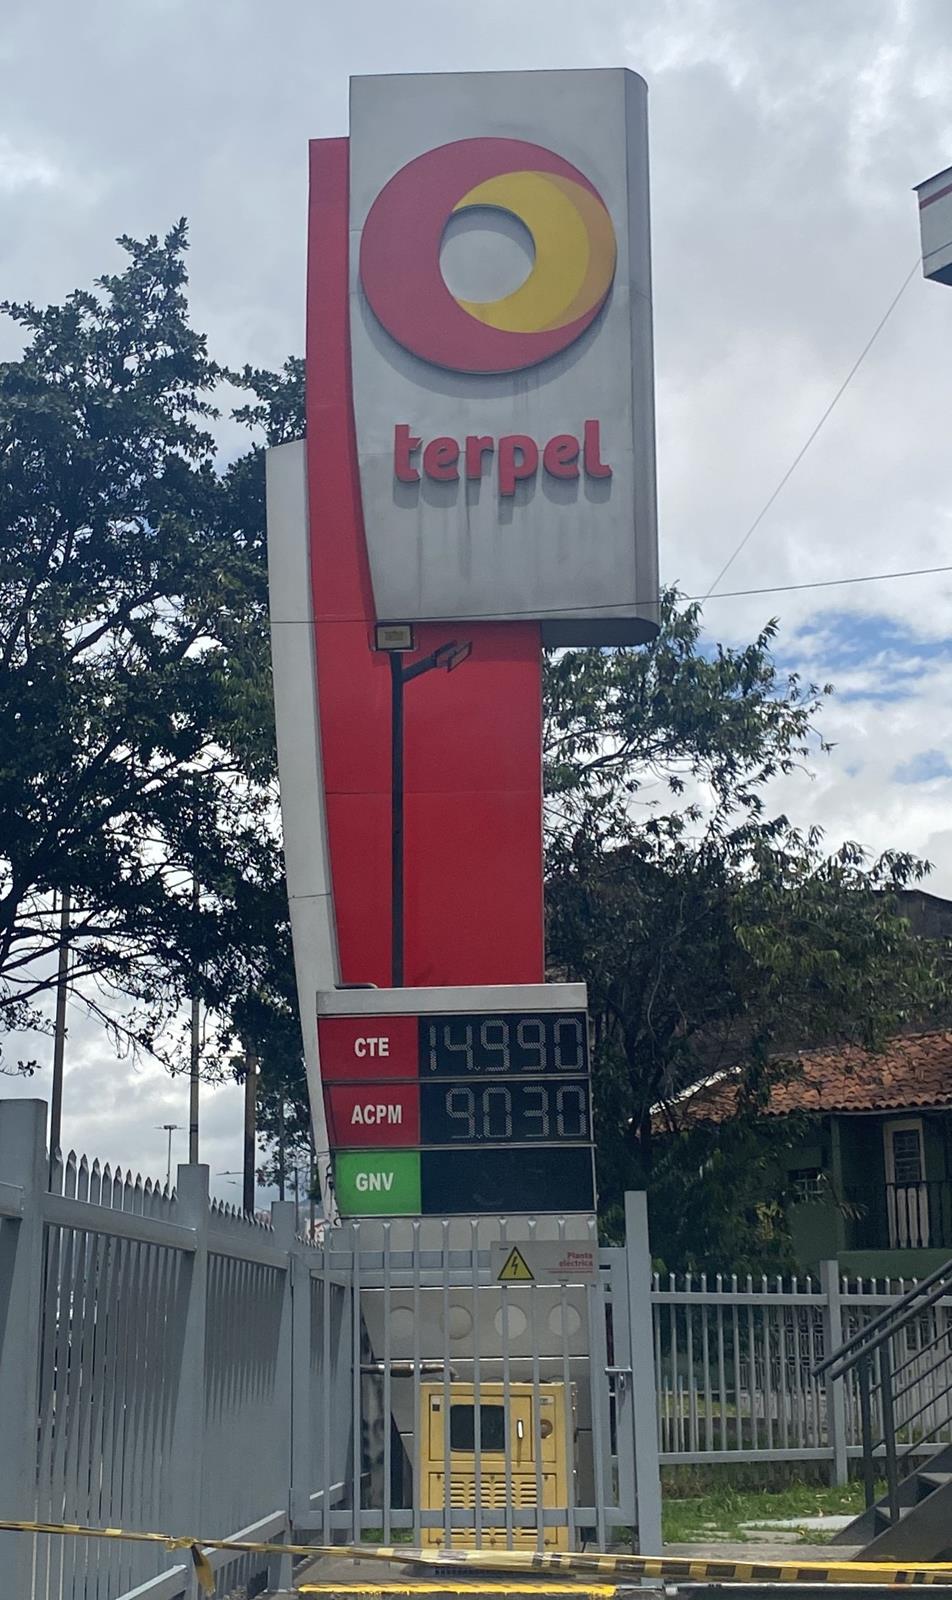 terpel
CTE 14.990
ACPM 9.030
GNV
Planta
eléctrica